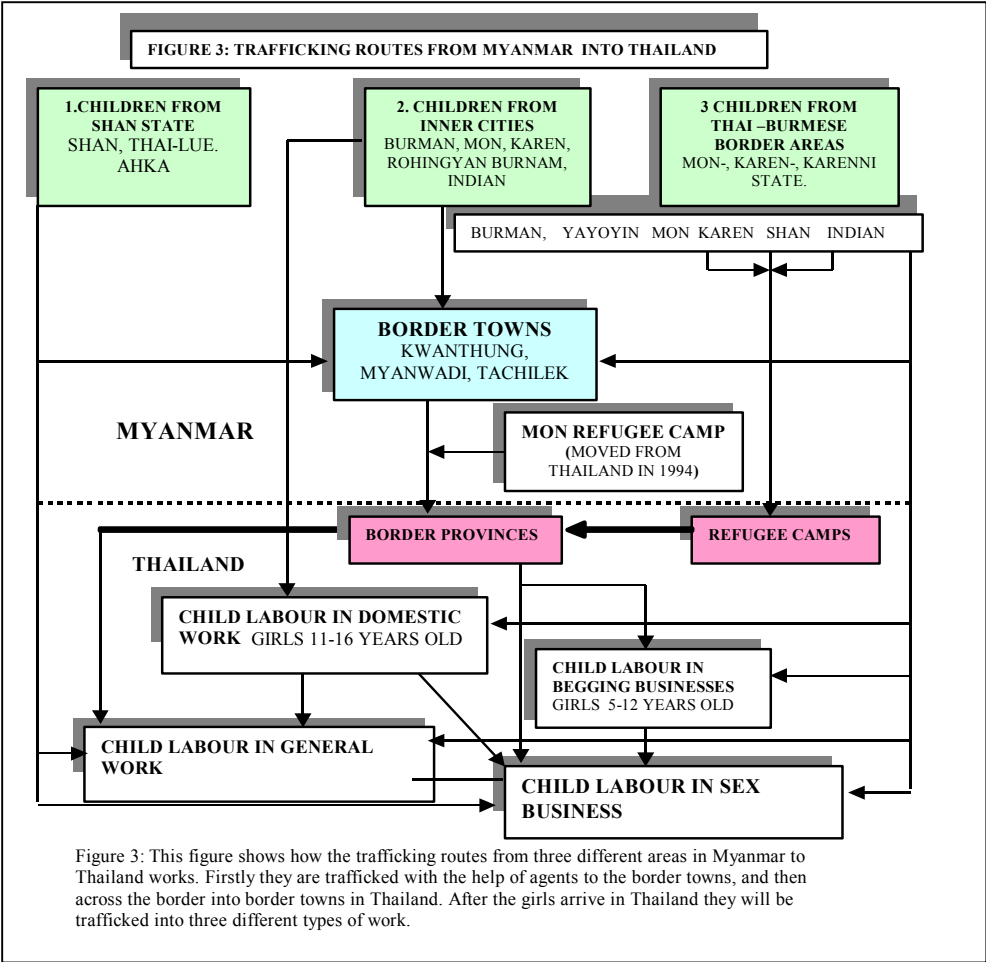 FIGURE 3: TRAFFICKING ROUTES FROM MYANMAR INTO THAILAND
1.CHILDREN FROM
SHAN STATE
SHAN, THAI-LUE.
AHKA
2. CHILDREN FROM
INNER CITIES
BURMAN, MON, KAREN,
ROHINGYAN BURNAM,
INDIAN
3 CHILDREN FROM
THAI –BURMESE
BORDER AREAS
MON-, KAREN-, KARENNI
STATE.
BURMAN, YAYOYIN MON KAREN SHAN INDIAN
BORDER TOWNS
KWANTHUNG,
MYANWADI, TACHILEK
MYANMAR
MON REFUGEE CAMP
(MOVED FROM
THAILAND IN 1994)
BORDER PROVINCES
REFUGEE CAMPS
THAILAND
CHILD LABOUR IN DOMESTIC
WORK GIRLS 11-16 YEARS OLD
CHILD LABOUR IN
BEGGING BUSINESSES
GIRLS 5-12 YEARS OLD
CHILD LABOUR IN GENERAL
WORK
CHILD LABOUR IN SEX
BUSINESS
Figure 3: This figure shows how the trafficking routes from three different areas in Myanmar to
Thailand works. Firstly they are trafficked with the help of agents to the border towns, and then
across the border into border towns in Thailand. After the girls arrive in Thailand they will be
trafficked into three different types of work.